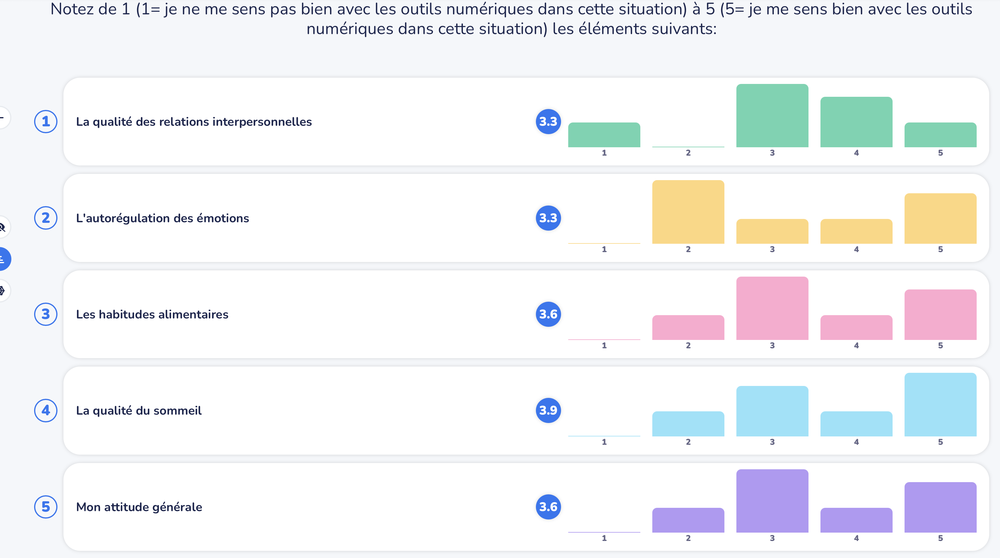 Notez de 1 (1= je ne me sens pas bien avec les outils numériques dans cette situation) à 5 (5= je me sens bien avec les outils
numériques dans cette situation) les éléments suivants:
1
La qualité des relations interpersonnelles
3.3
1 2 3 4 5
2
L'autorégulation des émotions
3.3
1 2 3 4 5
3
Les habitudes alimentaires
3.6
1 2 3 4 5
4
La qualité du sommeil
3.9
1 2 3 4 5
5
Mon attitude générale
3.6
1 2 3 4 5